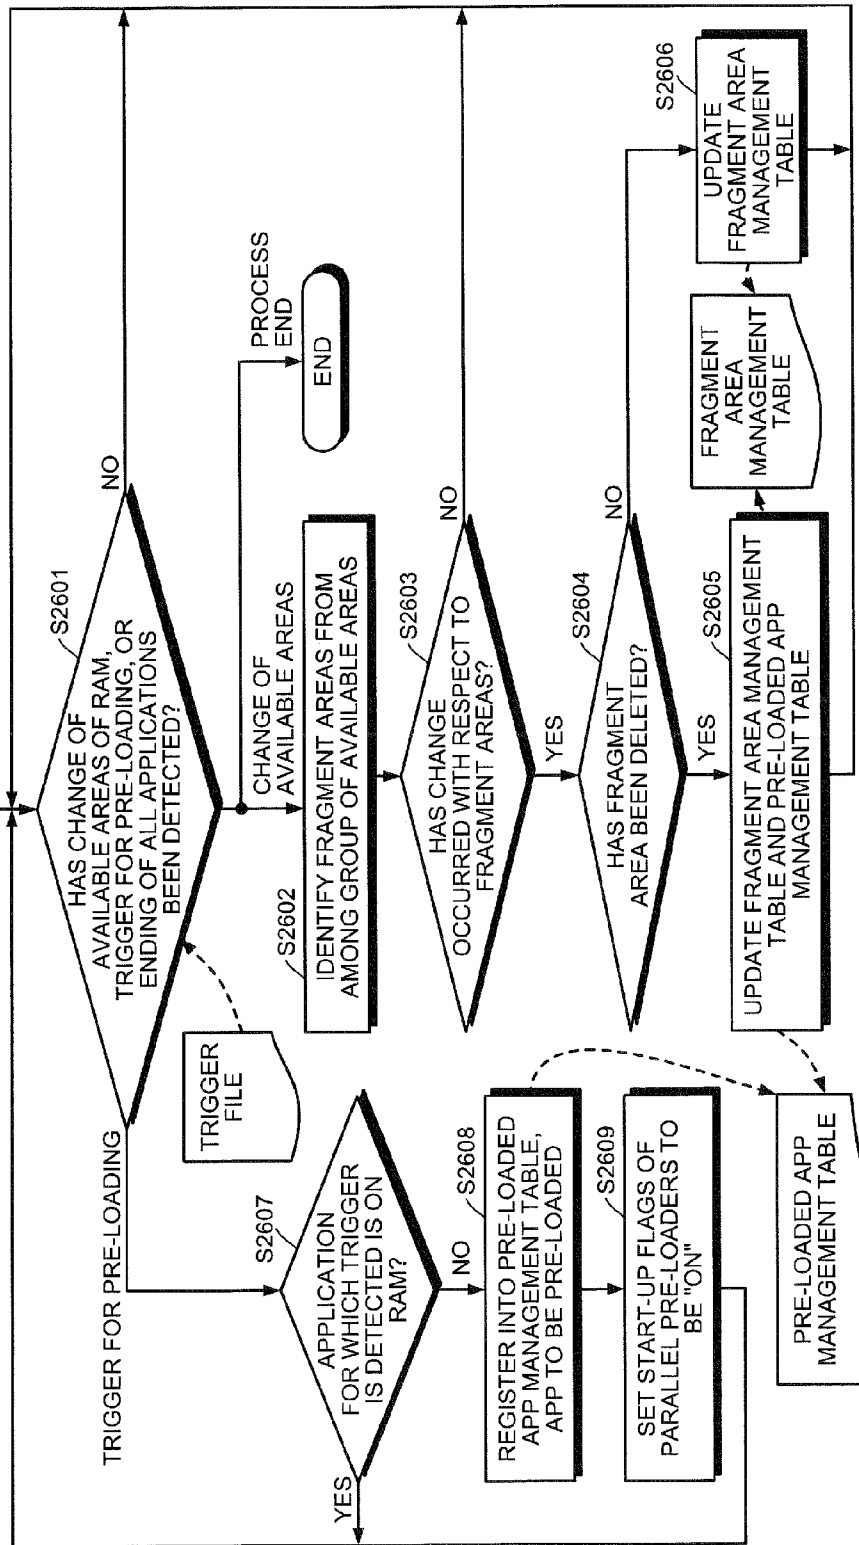 S2601
HAS CHANGE OF
AVAILABLE AREAS OF RAM,
TRIGGER FOR PRE-LOADING, OR
ENDING OF ALL APPLICATIONS
BEEN DETECTED?
NO
TRIGGER FOR PRE-LOADING
TRIGGER
FILE
PROCESS
END
END
CHANGE OF
AVAILABLE AREAS
S2602
IDENTIFY FRAGMENT AREAS FROM
AMONG GROUP OF AVAILABLE AREAS
S2603
HAS CHANGE
OCCURRED WITH RESPECT TO
FRAGMENT AREAS?
NO
YES
S2604
HAS FRAGMENT
AREA BEEN DELETED?
NO
YES
S2605
UPDATE FRAGMENT AREA MANAGEMENT
TABLE AND PRE-LOADED APP
MANAGEMENT TABLE
S2606
UPDATE
FRAGMENT AREA
MANAGEMENT
TABLE
FRAGMENT
AREA
MANAGEMENT
TABLE
S2607
APPLICATION
FOR WHICH TRIGGER
IS DETECTED IS ON
RAM?
YES
NO
S2608
REGISTER INTO PRE-LOADED
APP MANAGEMENT TABLE,
APP TO BE PRE-LOADED
S2609
SET START-UP FLAGS OF
PARALLEL PRE-LOADERS TO
BE "ON"
PRE-LOADED APP
MANAGEMENT TABLE